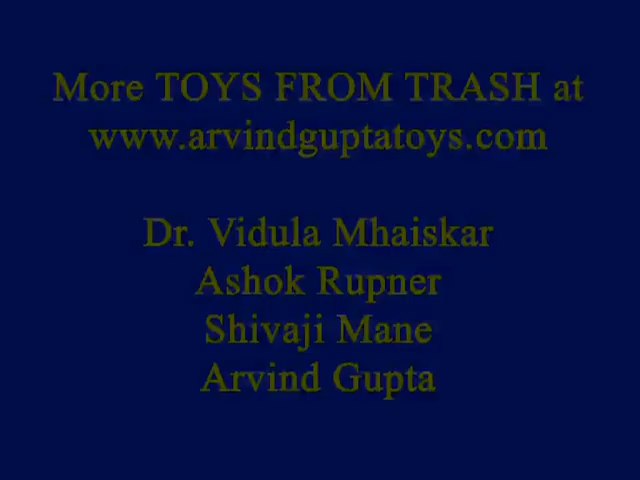 More TOYS FROM TRASH at
www.arvindguptatoys.com
Dr. Vidula Mhaiskar
Ashok Rupner
Shivaji Mane
Arvind Gupta